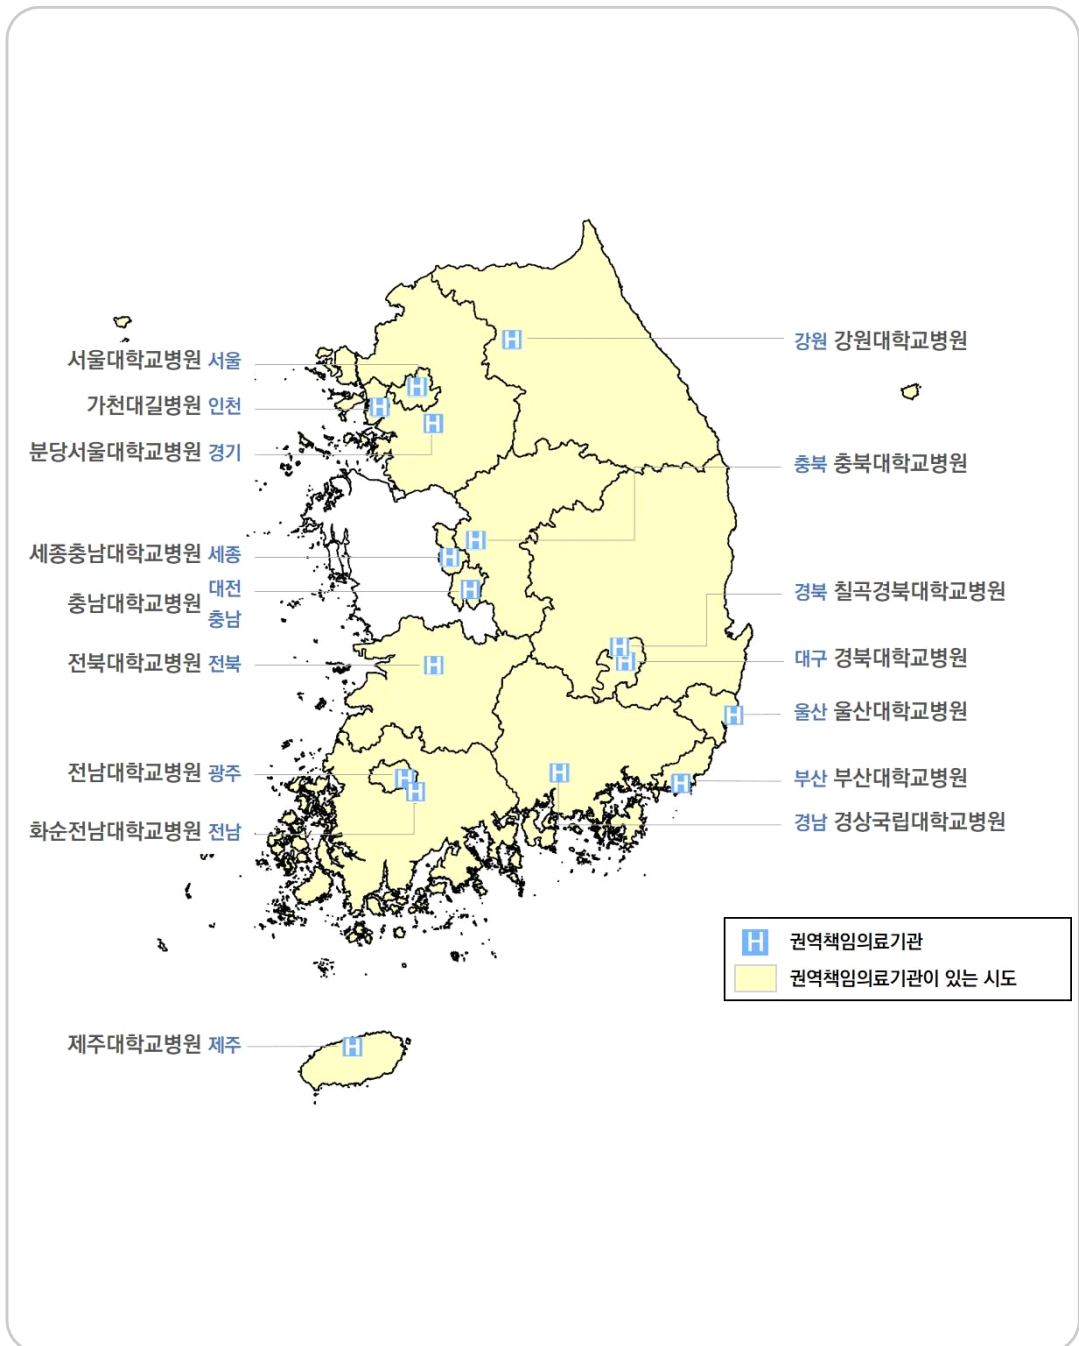 서울대학교병원 서울
가천대길병원 인천
분당서울대학교병원 경기
세종충남대학교병원 세종
충남대학교병원 대전
충남
전북대학교병원 전북
전남대학교병원 광주
화순전남대학교병원 전남
제주대학교병원 제주
강원 강원대학교병원
충북 충북대학교병원
경북 칠곡경북대학교병원
대구 경북대학교병원
울산 울산대학교병원
부산 부산대학교병원
경남 경상국립대학교병원
H 권역책임의료기관
권역책임의료기관이 있는 시도